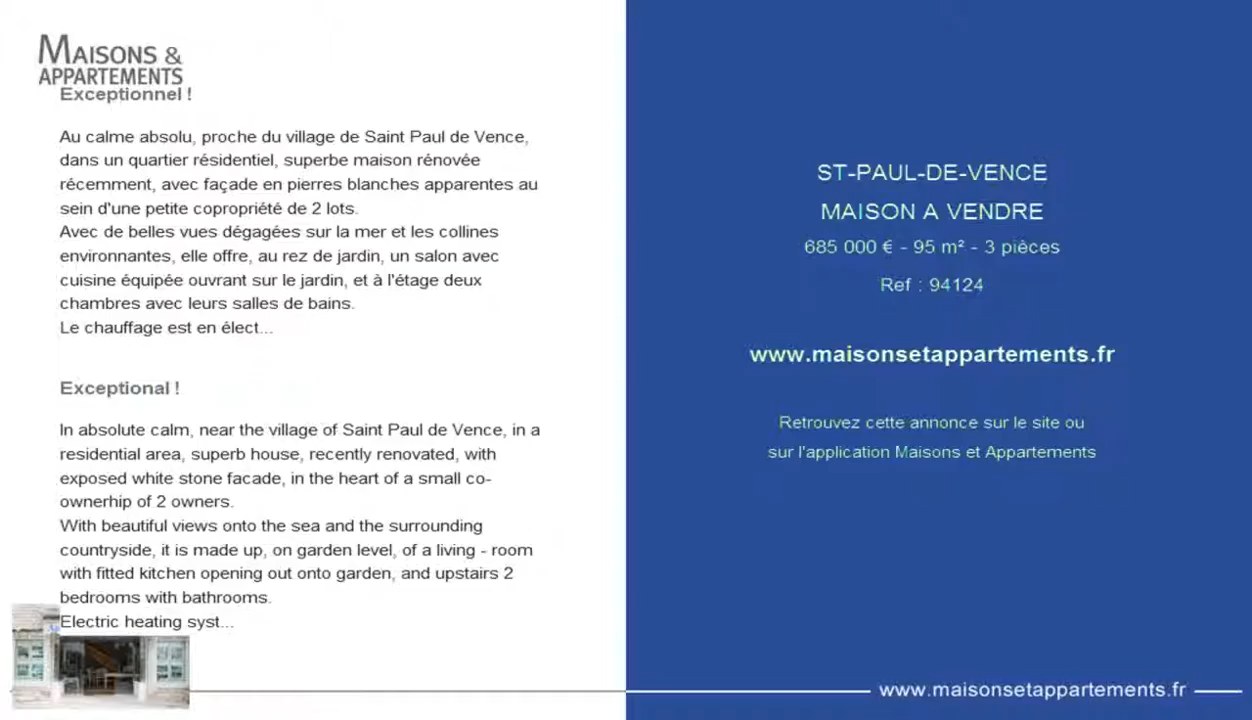 MAISONS &
APPARTEMENTS
Exceptionnel !
Au calme absolu, proche du village de Saint Paul de Vence,
dans un quartier résidentiel, superbe maison rénovée
récemment, avec façade en pierres blanches apparentes au
sein d'une petite copropriété de 2 lots.
Avec de belles vues dégagées sur la mer et les collines
environnantes, elle offre, au rez de jardin, un salon avec
cuisine équipée ouvrant sur le jardin, et à l'étage deux
chambres avec leurs salles de bains.
Le chauffage est en élect...
Exceptional !
In absolute calm, near the village of Saint Paul de Vence, in a
residential area, superb house, recently renovated, with
exposed white stone facade, in the heart of a small co-
ownerhip of 2 owners.
With beautiful views onto the sea and the surrounding
countryside, it is made up, on garden level, of a living - room
with fitted kitchen opening out onto garden, and upstairs 2
bedrooms with bathrooms.
Electric heating syst...
ST-PAUL-DE-VENCE
MAISON A VENDRE
685 000 € - 95 m² - 3 pièces
Ref : 94124
www.maisonsetappartements.fr
Retrouvez cette annonce sur le site ou
sur l'application Maisons et Appartements
www.maisonsetappartements.fr